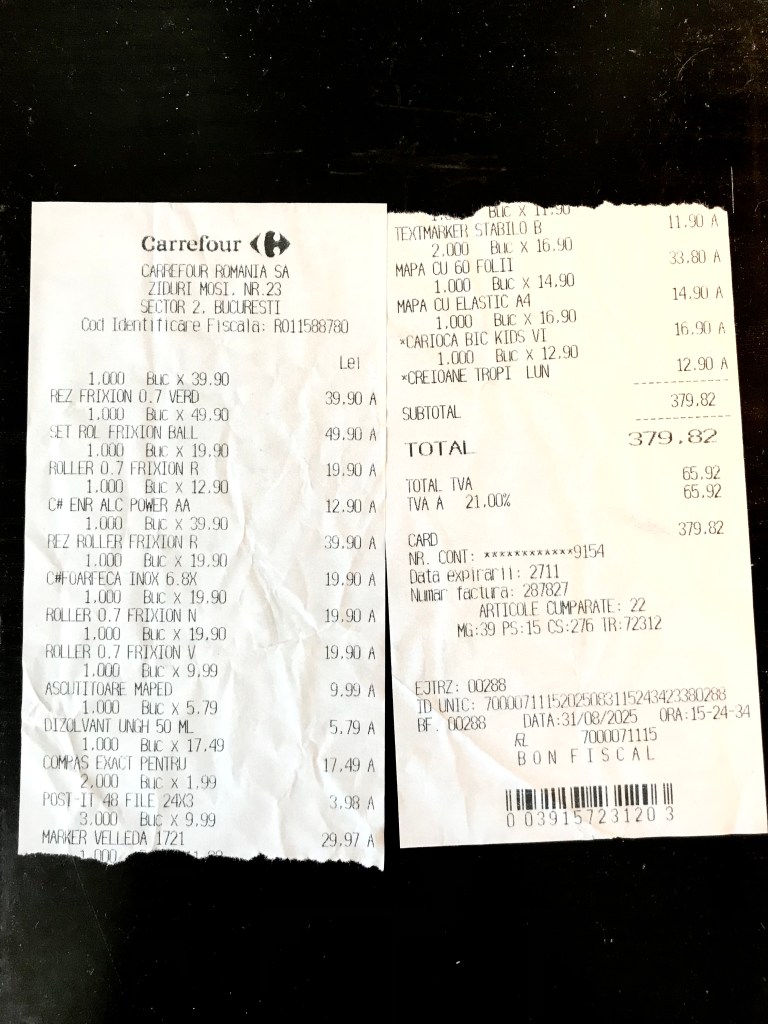 Carrefour
CARREFOUR ROMANIA SA
ZIDURI MOSI, NR.23
SECTOR 2, BUCURESTI
Cod Identificare Fiscala: RO11588780
Lei
1.000 Buc X 39.90
REZ FRIXION 0.7 VERD 39.90 A
1.000 Buc X 49.90
SET ROL FRIXION BALL 49.90 A
1.000 Buc X 19.90
ROLLER 0.7 FRIXION R 19.90 A
1.000 Buc X 12.90
C# ENR ALC POWER AA 12.90 A
1.000 Buc X 39.90
REZ ROLLER FRIXION R 39.90 A
1.000 Buc X 19.90
C#FOARFECA INOX 6.8X 19.90 A
1.000 Buc X 19.90
ROLLER 0.7 FRIXION N 19.90 A
1.000 Buc X 19.90
ROLLER 0.7 FRIXION V 19.90 A
1.000 Buc X 9.99
ASCUTITOARE MAPED 9.99 A
1.000 Buc X 5.79
DIZOLVANT UNGH 50 ML 5.79 A
1.000 Buc X 17.49
COMPAS EXACT PENTRU 17.49 A
2.000 Buc X 1.99
POST-IT 48 FILE 24X3 3.98 A
3.000 Buc X 9.99
MARKER VELLEDA 1721 29.97 A
Buc X 11.90
TEXTMARKER STABILO B 11.90 A
2.000 Buc X 16.90
MAPA CU 60 FOLII 33.80 A
1.000 Buc X 14.90
MAPA CU ELASTIC A4 14.90 A
1.000 Buc X 16.90
*CARIOCA BIC KIDS VI 16.90 A
1.000 Buc X 12.90
*CREIOANE TROPI LUN 12.90 A
SUBTOTAL 379.82
TOTAL 379.82
TOTAL TVA 65.92
TVA A 21.00% 65.92
CARD 379.82
NR. CONT: ************9154
Data expirarii: 2711
Numar factura: 287827
ARTICOLE CUMPARATE: 22
MG:39 PS:15 CS:276 TR:72312
EJTRZ: 00288
ID UNIC: 7000071115202508311524342338​0288
BF. 00288 DATA:31/08/2025 ORA:15-24-34
7000071115
BON FISCAL
0 03915723120 3